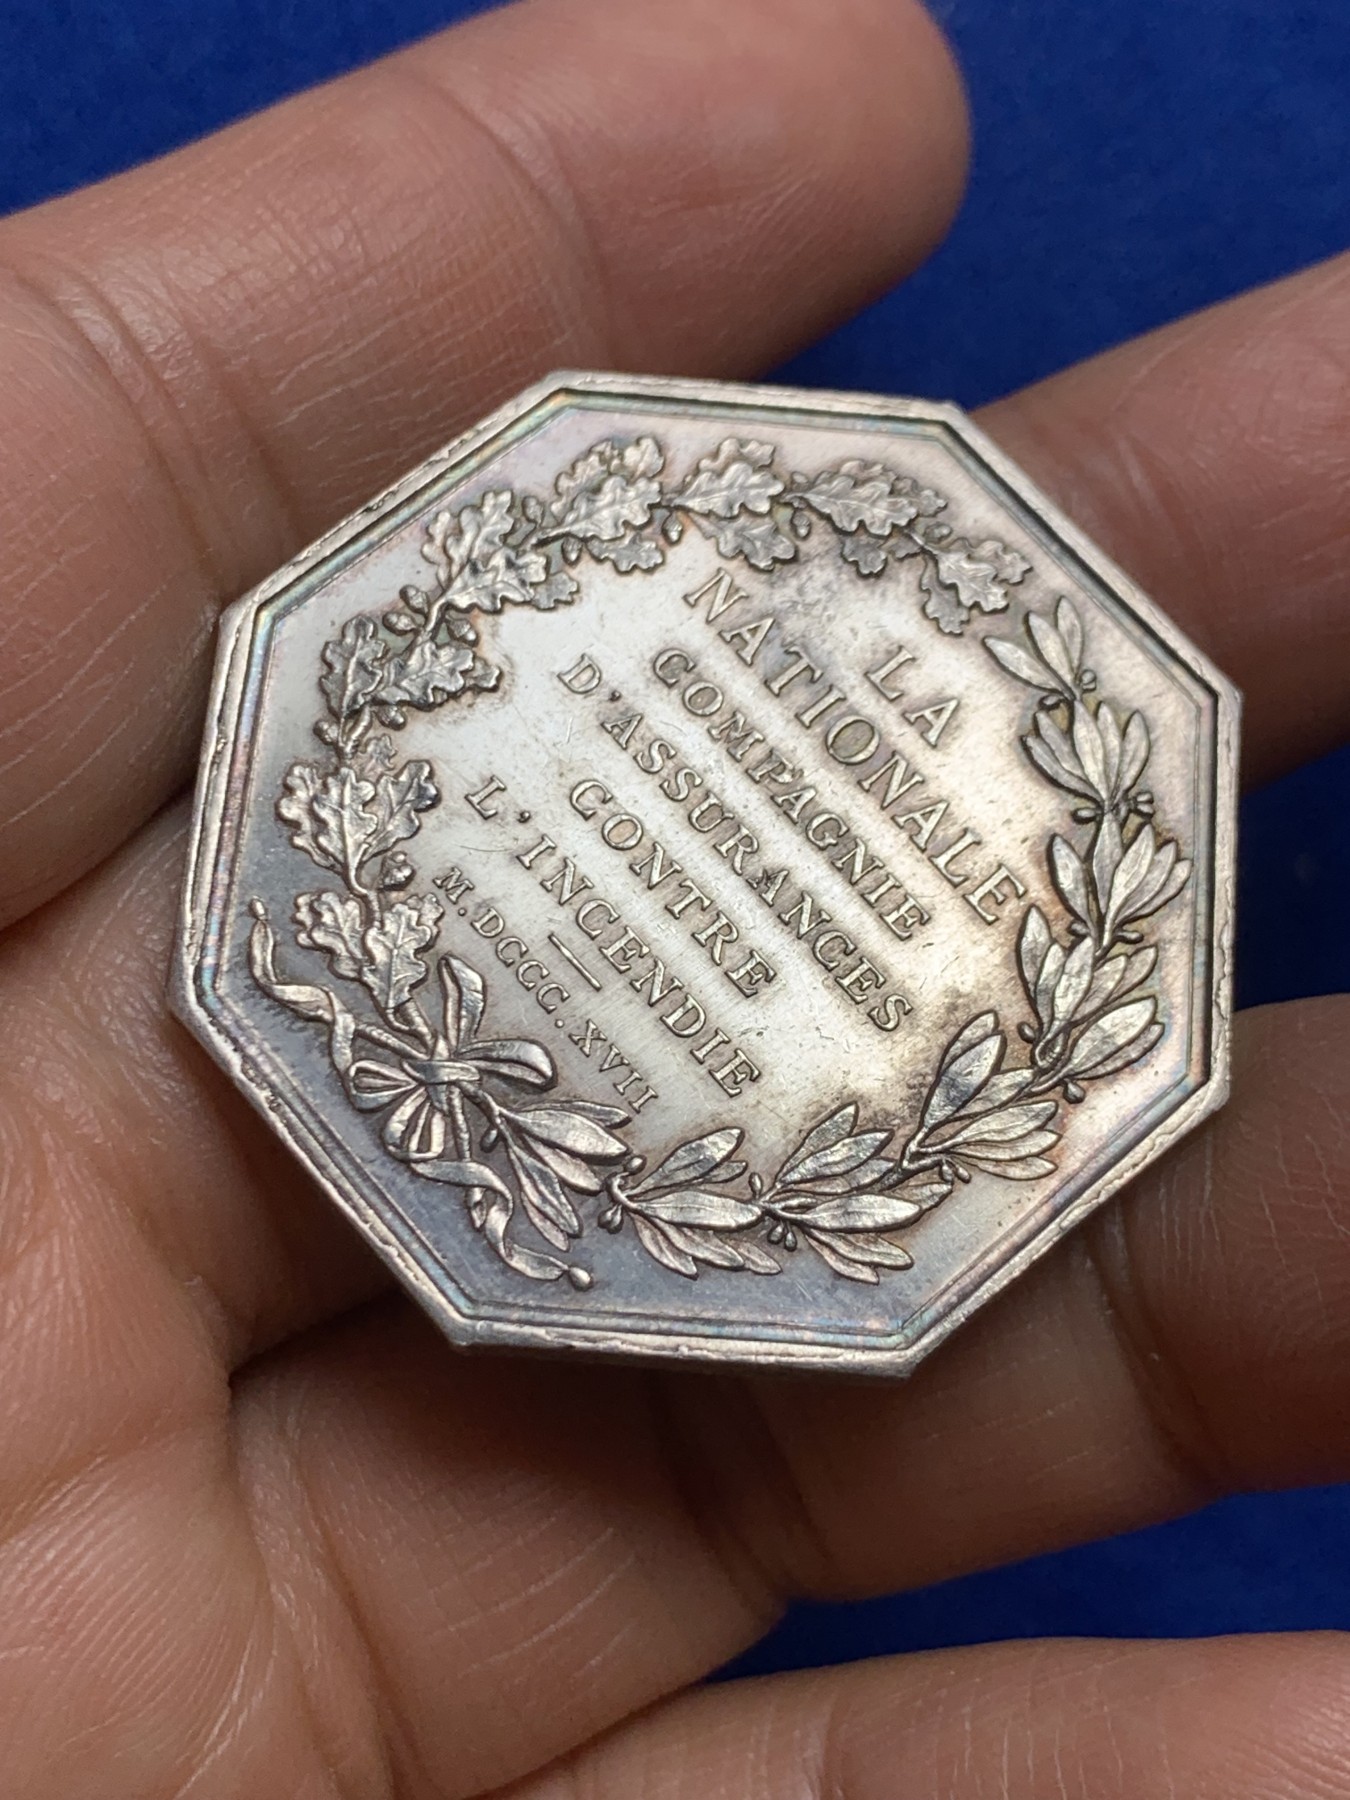 LA
NATIONALE
COMPAGNIE
D'ASSURANCES
CONTRE
L'INCENDIE
M.DCCC.XVII